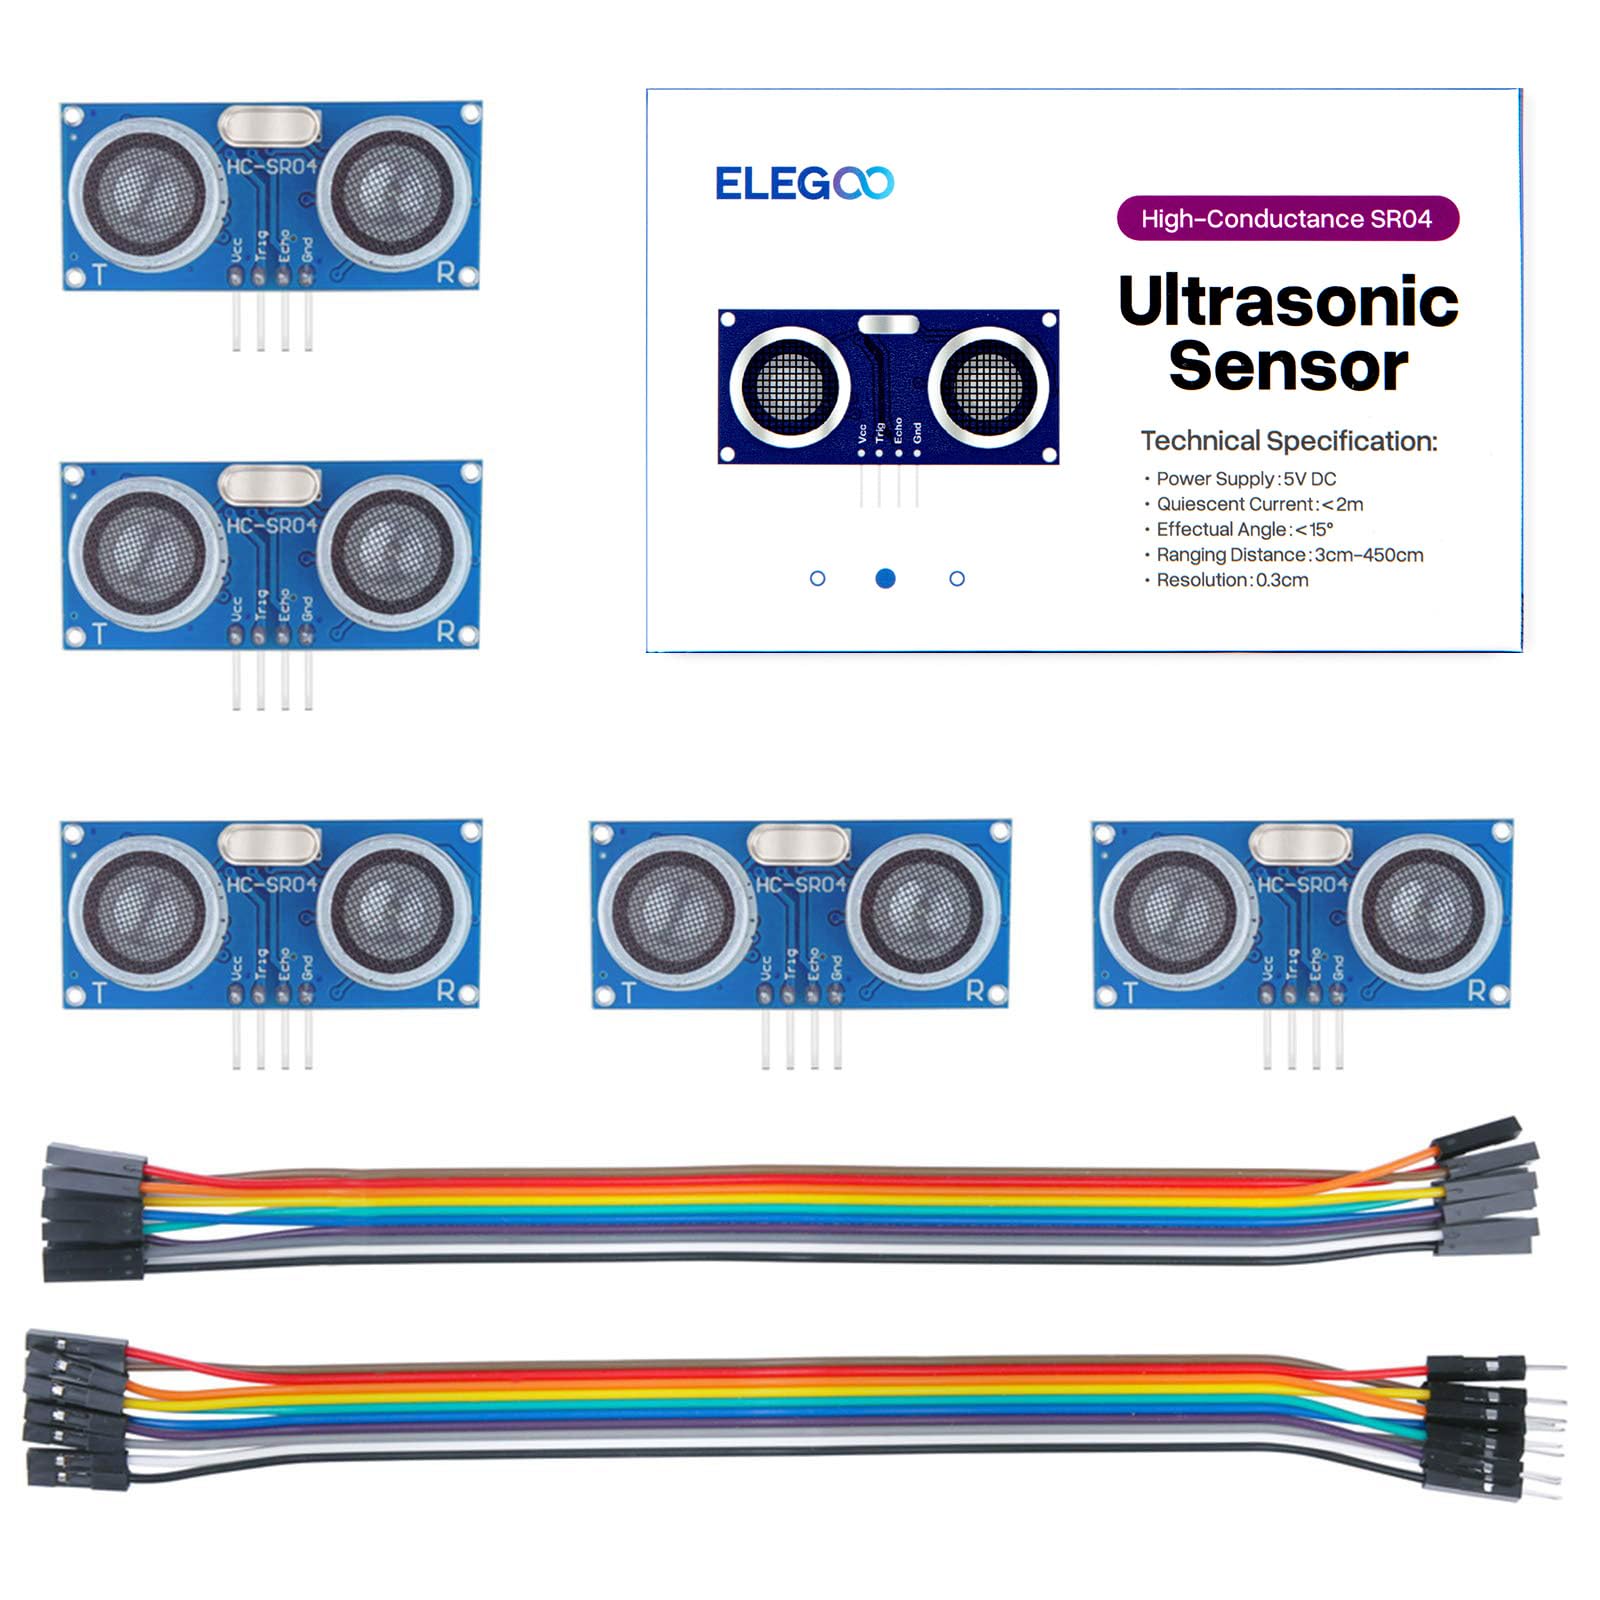 HC-SR04
Vcc
Trig
Echo
Gnd
T
R
ELEGOO
High-Conductance SR04
Ultrasonic
Sensor
Vcc
Trig
Echo
Gnd
Technical Specification:
· Power Supply:5V DC
· Quiescent Current:<2m
· Effectual Angle:<15°
· Ranging Distance:3cm-450cm
· Resolution:0.3cm
HC-SR04
Vcc
Trig
Echo
Gnd
T
R
HC-SR04
Vcc
Trig
Echo
Gnd
T
R
HC-SR04
Vcc
Trig
Echo
Gnd
T
R
HC-SR04
Vcc
Trig
Echo
Gnd
T
R